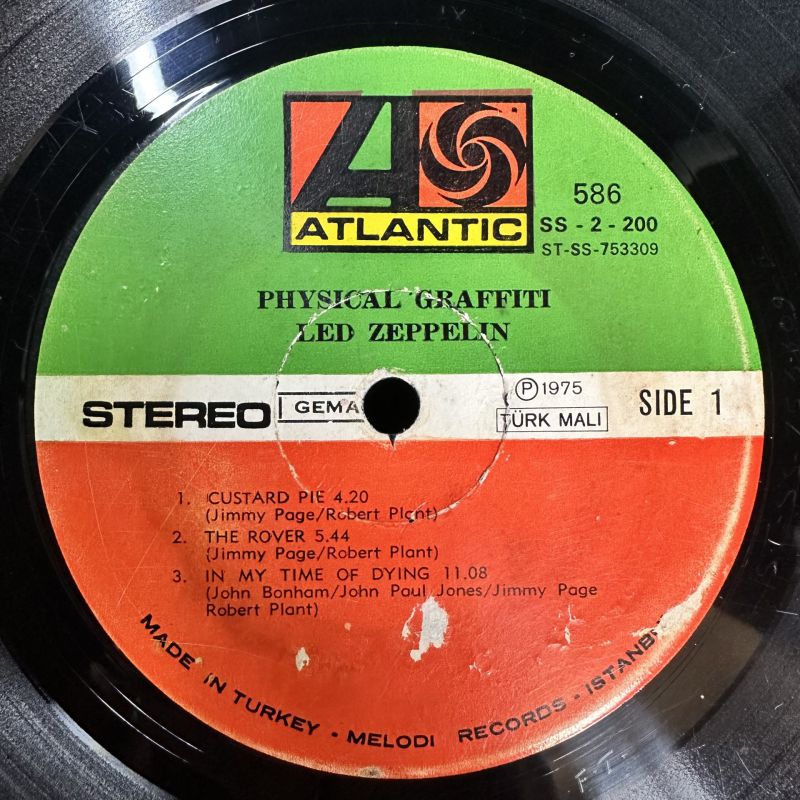 ATLANTIC
586
SS - 2 - 200
ST-SS-753309
PHYSICAL GRAFFITI
LED ZEPPELIN
STEREO
GEMA
Ⓟ 1975
TÜRK MALI
SIDE 1
1. CUSTARD PIE 4.20
(Jimmy Page/Robert Plant)
2. THE ROVER 5.44
(Jimmy Page/Robert Plant)
3. IN MY TIME OF DYING 11.08
(John Bonham/John Paul Jones/Jimmy Page
Robert Plant)
MADE IN TURKEY - MELODİ RECORDS - ISTANB
F.T.